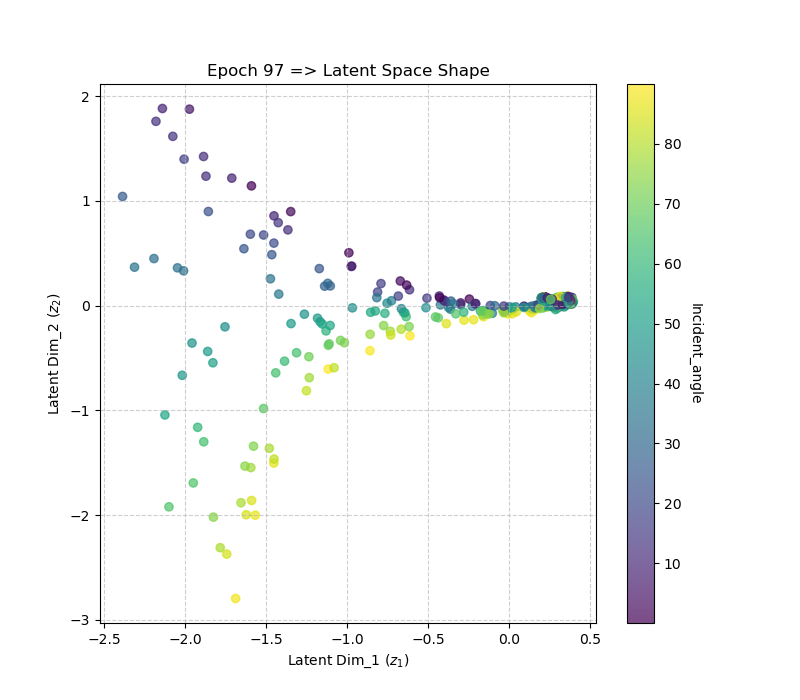 Epoch 97 => Latent Space Shape
2
1
0
−1
−2
−3
Latent Dim_2 (z₂)
−2.5 −2.0 −1.5 −1.0 −0.5 0.0 0.5
Latent Dim_1 (z₁)
80
70
60
50
40
30
20
10
Incident_angle